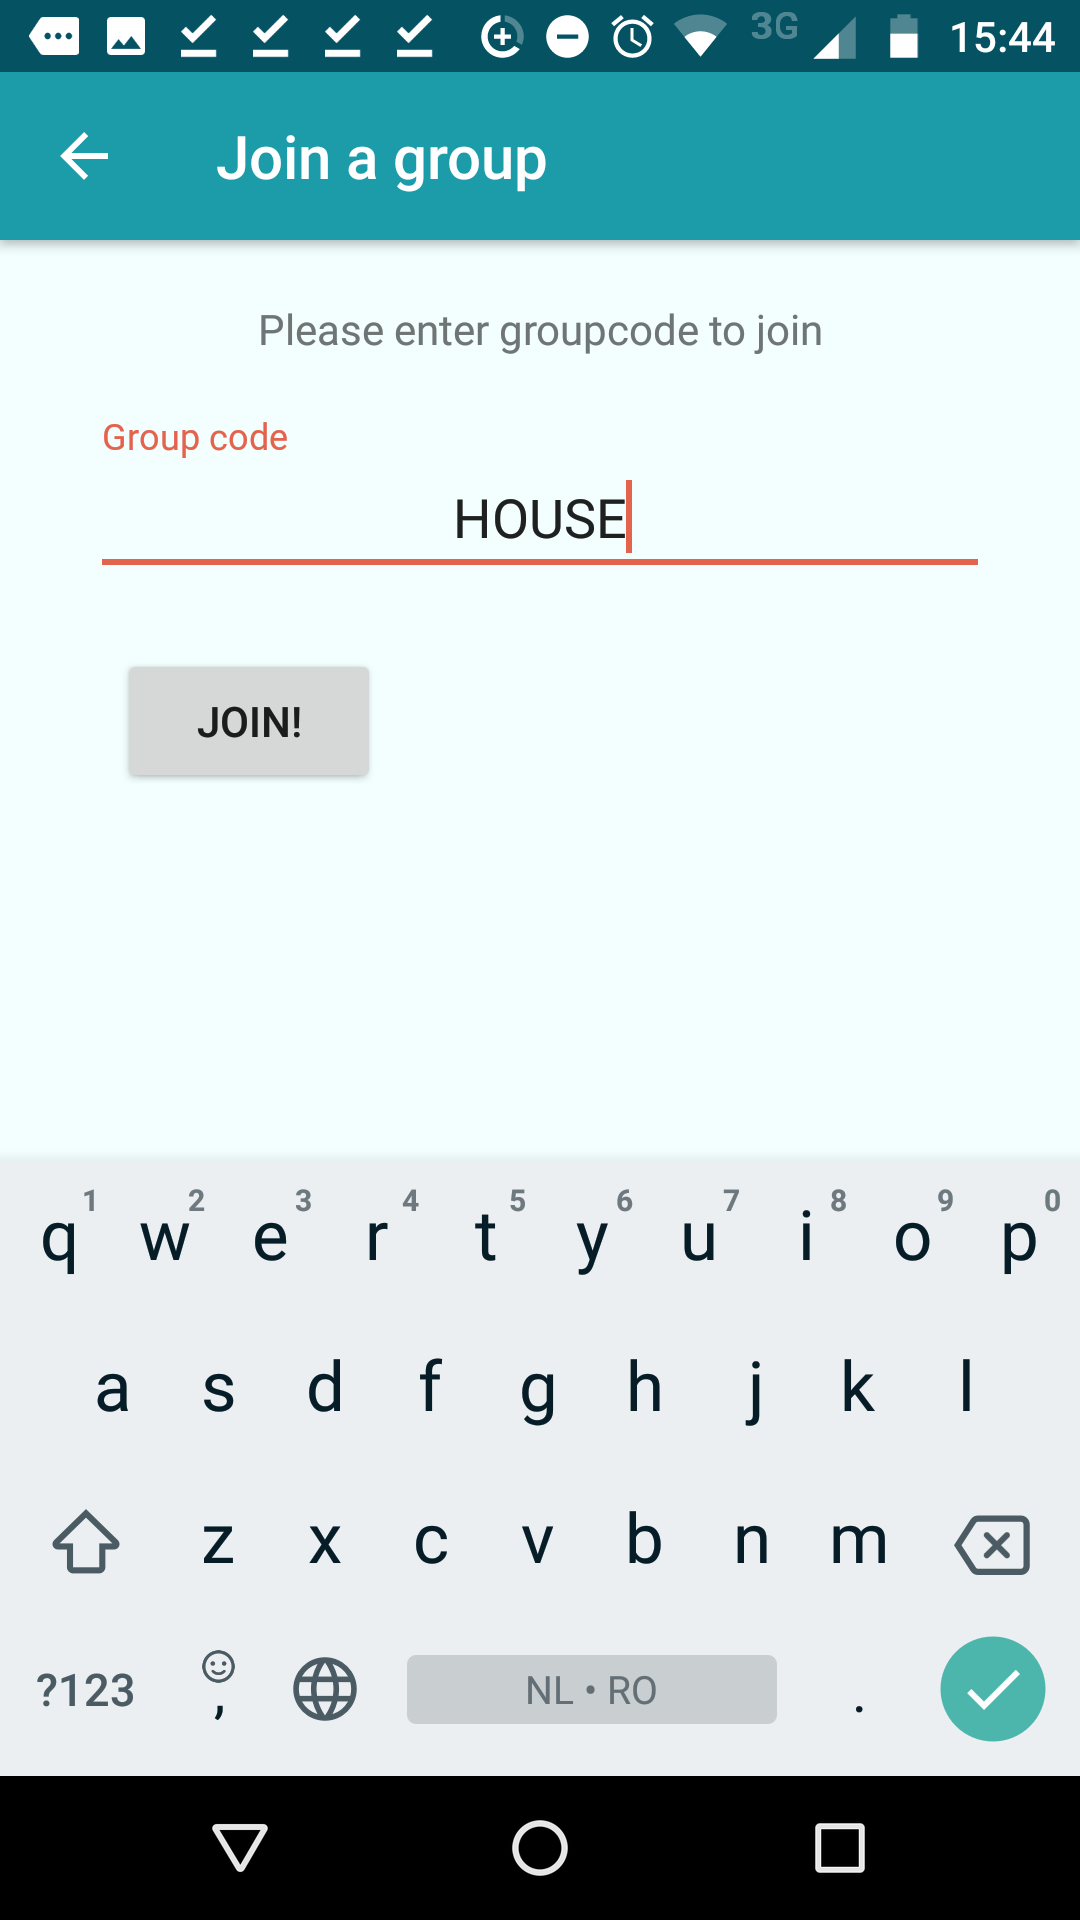 3G 15:44
Join a group
Please enter groupcode to join
Group code
HOUSE
JOIN!
1 2 3 4 5 6 7 8 9 0
q w e r t y u i o p
a s d f g h j k l
z x c v b n m
?123 , NL • RO .